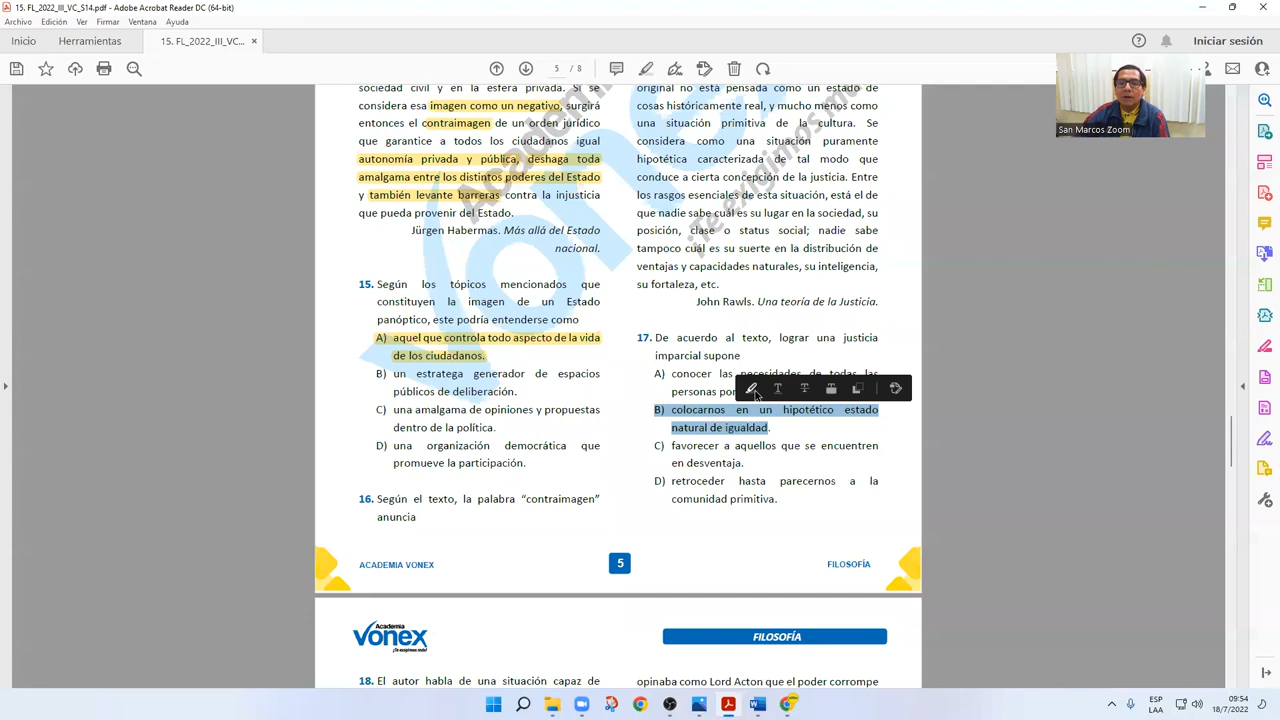 15. FL_2022_III_VC_S14.pdf - Adobe Acrobat Reader DC (64-bit)
Archivo Edición Ver Firmar Ventana Ayuda
Inicio Herramientas 15. FL_2022_III_VC... × Iniciar sesión
5 / 8
San Marcos Zoom
sociedad civil y en la esfera privada. Si se
considera esa imagen como un negativo, surgirá
entonces el contraimagen de un orden jurídico
que garantice a todos los ciudadanos igual
autonomía privada y pública, deshaga toda
amalgama entre los distintos poderes del Estado
y también levante barreras contra la injusticia
que pueda provenir del Estado.
Jürgen Habermas. Más allá del Estado
nacional.
15. Según los tópicos mencionados que
constituyen la imagen de un Estado
panóptico, este podría entenderse como
A) aquel que controla todo aspecto de la vida
de los ciudadanos.
B) un estratega generador de espacios
públicos de deliberación.
C) una amalgama de opiniones y propuestas
dentro de la política.
D) una organización democrática que
promueve la participación.
16. Según el texto, la palabra “contraimagen”
anuncia
original no está pensada como un estado de
cosas históricamente real, y mucho menos como
una situación primitiva de la cultura. Se
considera como una situación puramente
hipotética caracterizada de tal modo que
conduce a cierta concepción de la justicia. Entre
los rasgos esenciales de esta situación, está el de
que nadie sabe cuál es su lugar en la sociedad, su
posición, clase o status social; nadie sabe
tampoco cuál es su suerte en la distribución de
ventajas y capacidades naturales, su inteligencia,
su fortaleza, etc.
John Rawls. Una teoría de la Justicia.
17. De acuerdo al texto, lograr una justicia
imparcial supone
A) conocer las necesidades de todas las
personas
B) colocarnos en un hipotético estado
natural de igualdad.
C) favorecer a aquellos que se encuentren
en desventaja.
D) retroceder hasta parecernos a la
comunidad primitiva.
Vonex
ACADEMIA VONEX 5 FILOSOFÍA
Academia
Vonex
¡Te exigimos más!
FILOSOFÍA
18. El autor habla de una situación capaz de
opinaba como Lord Acton que el poder corrompe
ESP
LAA
09:54
18/7/2022